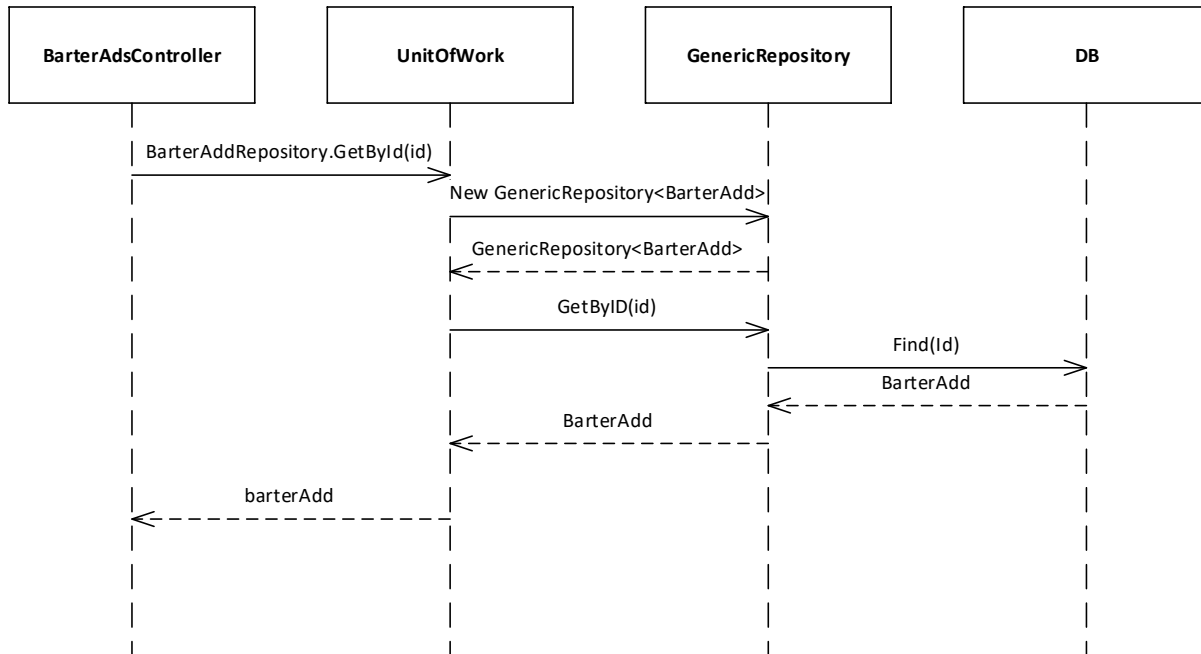 BarterAdsController
UnitOfWork
GenericRepository
DB
BarterAddRepository.GetById(id)
New GenericRepository<BarterAdd>
GenericRepository<BarterAdd>
GetByID(id)
Find(Id)
BarterAdd
BarterAdd
barterAdd